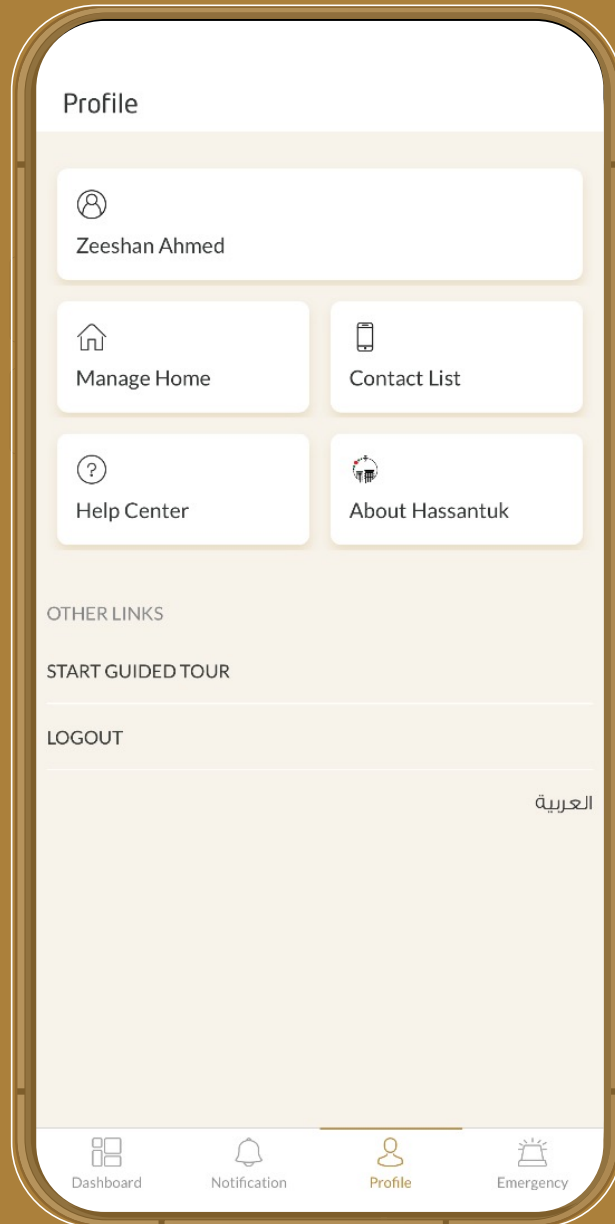 Profile
Zeeshan Ahmed
Manage Home
Contact List
Help Center
About Hassantuk
OTHER LINKS
START GUIDED TOUR
LOGOUT
العربية
Dashboard
Notification
Profile
Emergency